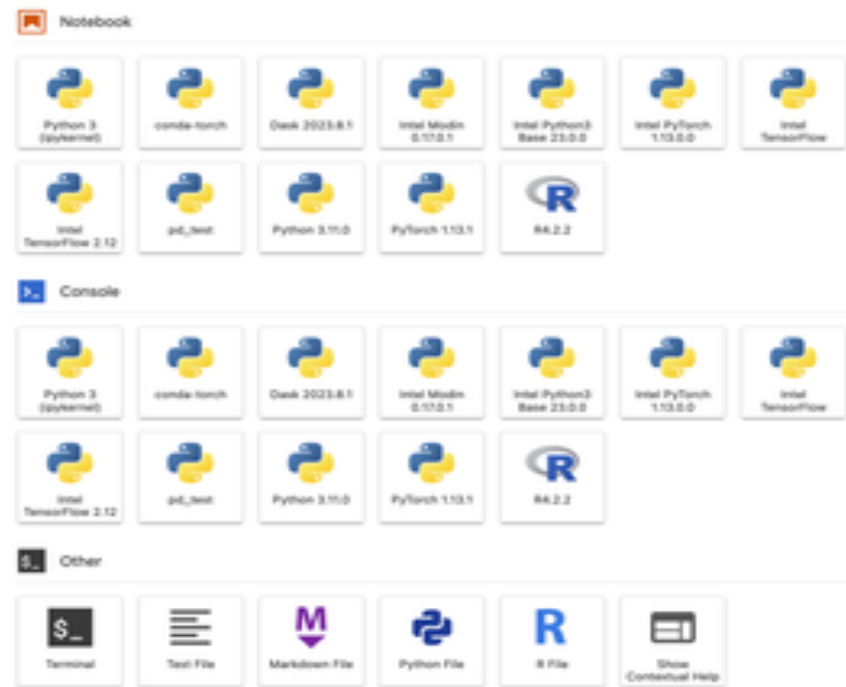 Notebook
Python 3
(ipykernel)
conda-torch
Dask 2023.8.1
Intel Modin
0.17.0.1
Intel Python3
Base 23.0.0
Intel PyTorch
1.13.0.0
Intel
TensorFlow
Intel
TensorFlow 2.12
pd_test
Python 3.11.0
PyTorch 1.13.1
R
R4.2.2
>_ Console
Python 3
(ipykernel)
conda-torch
Dask 2023.8.1
Intel Modin
0.17.0.1
Intel Python3
Base 23.0.0
Intel PyTorch
1.13.0.0
Intel
TensorFlow
Intel
TensorFlow 2.12
pd_test
Python 3.11.0
PyTorch 1.13.1
R
R4.2.2
$_ Other
$_
Terminal
Text File
M
Markdown File
Python File
R
R File
Show
Contextual Help